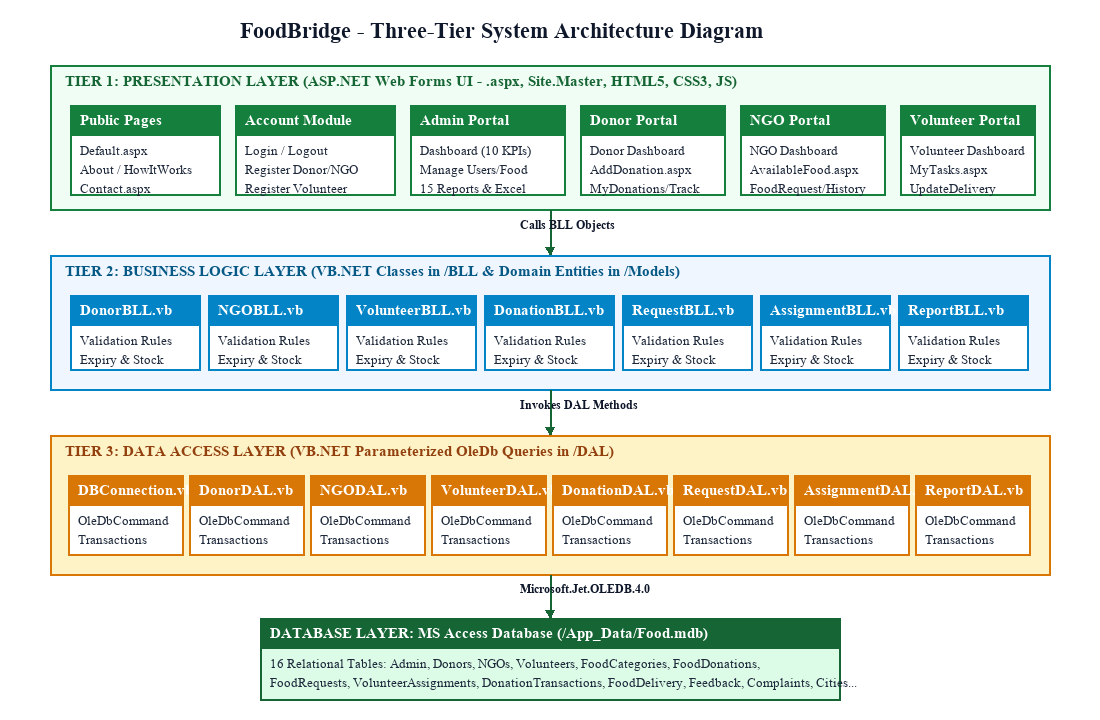 FoodBridge - Three-Tier System Architecture Diagram
TIER 1: PRESENTATION LAYER (ASP.NET Web Forms UI - .aspx, Site.Master, HTML5, CSS3, JS)
Public Pages
Default.aspx
About / HowItWorks
Contact.aspx
Account Module
Login / Logout
Register Donor/NGO
Register Volunteer
Admin Portal
Dashboard (10 KPIs)
Manage Users/Food
15 Reports & Excel
Donor Portal
Donor Dashboard
AddDonation.aspx
MyDonations/Track
NGO Portal
NGO Dashboard
AvailableFood.aspx
FoodRequest/History
Volunteer Portal
Volunteer Dashboard
MyTasks.aspx
UpdateDelivery
Calls BLL Objects
TIER 2: BUSINESS LOGIC LAYER (VB.NET Classes in /BLL & Domain Entities in /Models)
DonorBLL.vb
Validation Rules
Expiry & Stock
NGOBLL.vb
Validation Rules
Expiry & Stock
VolunteerBLL.vb
Validation Rules
Expiry & Stock
DonationBLL.vb
Validation Rules
Expiry & Stock
RequestBLL.vb
Validation Rules
Expiry & Stock
AssignmentBLL.vb
Validation Rules
Expiry & Stock
ReportBLL.vb
Validation Rules
Expiry & Stock
Invokes DAL Methods
TIER 3: DATA ACCESS LAYER (VB.NET Parameterized OleDb Queries in /DAL)
DBConnection.v
OleDbCommand
Transactions
DonorDAL.vb
OleDbCommand
Transactions
NGODAL.vb
OleDbCommand
Transactions
VolunteerDAL.v
OleDbCommand
Transactions
DonationDAL.vb
OleDbCommand
Transactions
RequestDAL.vb
OleDbCommand
Transactions
AssignmentDAL
OleDbCommand
Transactions
ReportDAL.vb
OleDbCommand
Transactions
Microsoft.Jet.OLEDB.4.0
DATABASE LAYER: MS Access Database (/App_Data/Food.mdb)
16 Relational Tables: Admin, Donors, NGOs, Volunteers, FoodCategories, FoodDonations,
FoodRequests, VolunteerAssignments, DonationTransactions, FoodDelivery, Feedback, Complaints, Cities...